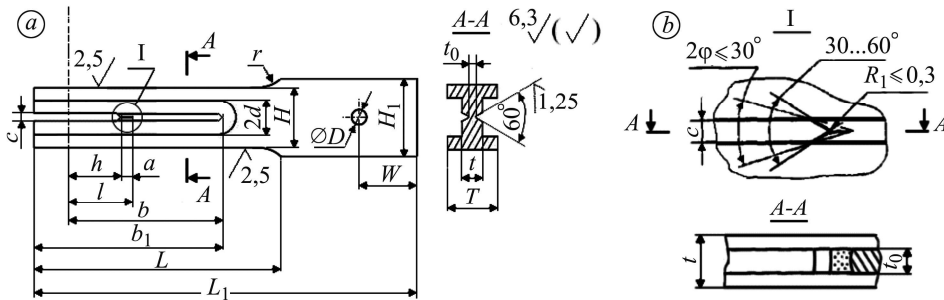 a
A
A-A
6,3
(√)
b
I
2,5
I
r
t₀
2φ≤30°
30...60°
R₁≤0,3
c
2d
H
H₁
∅D
60°
1,25
A
c
A
h
a
2,5
W
t
l
A
T
b
A-A
b₁
L
t
t₀
L₁